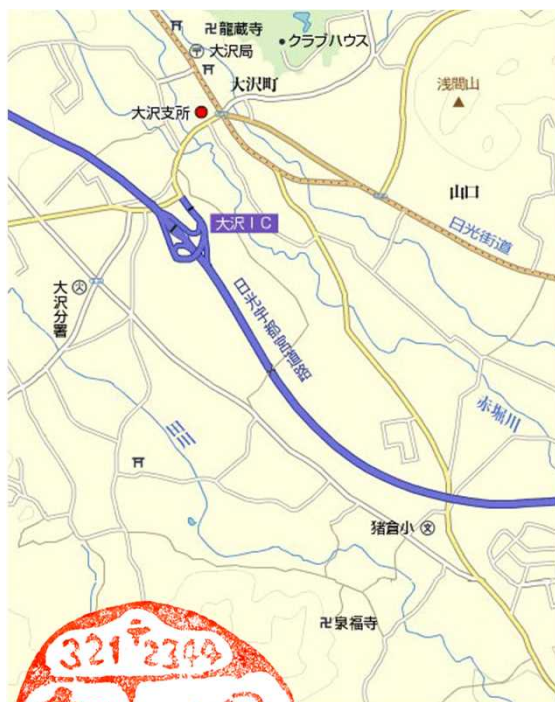 卍龍蔵寺
大沢局
クラブハウス
大沢町
浅間山
大沢支所
山口
大沢IC
日光街道
大沢分署
日光宇都宮道路
赤堀川
猪倉小
卍泉福寺
〒
321 2344